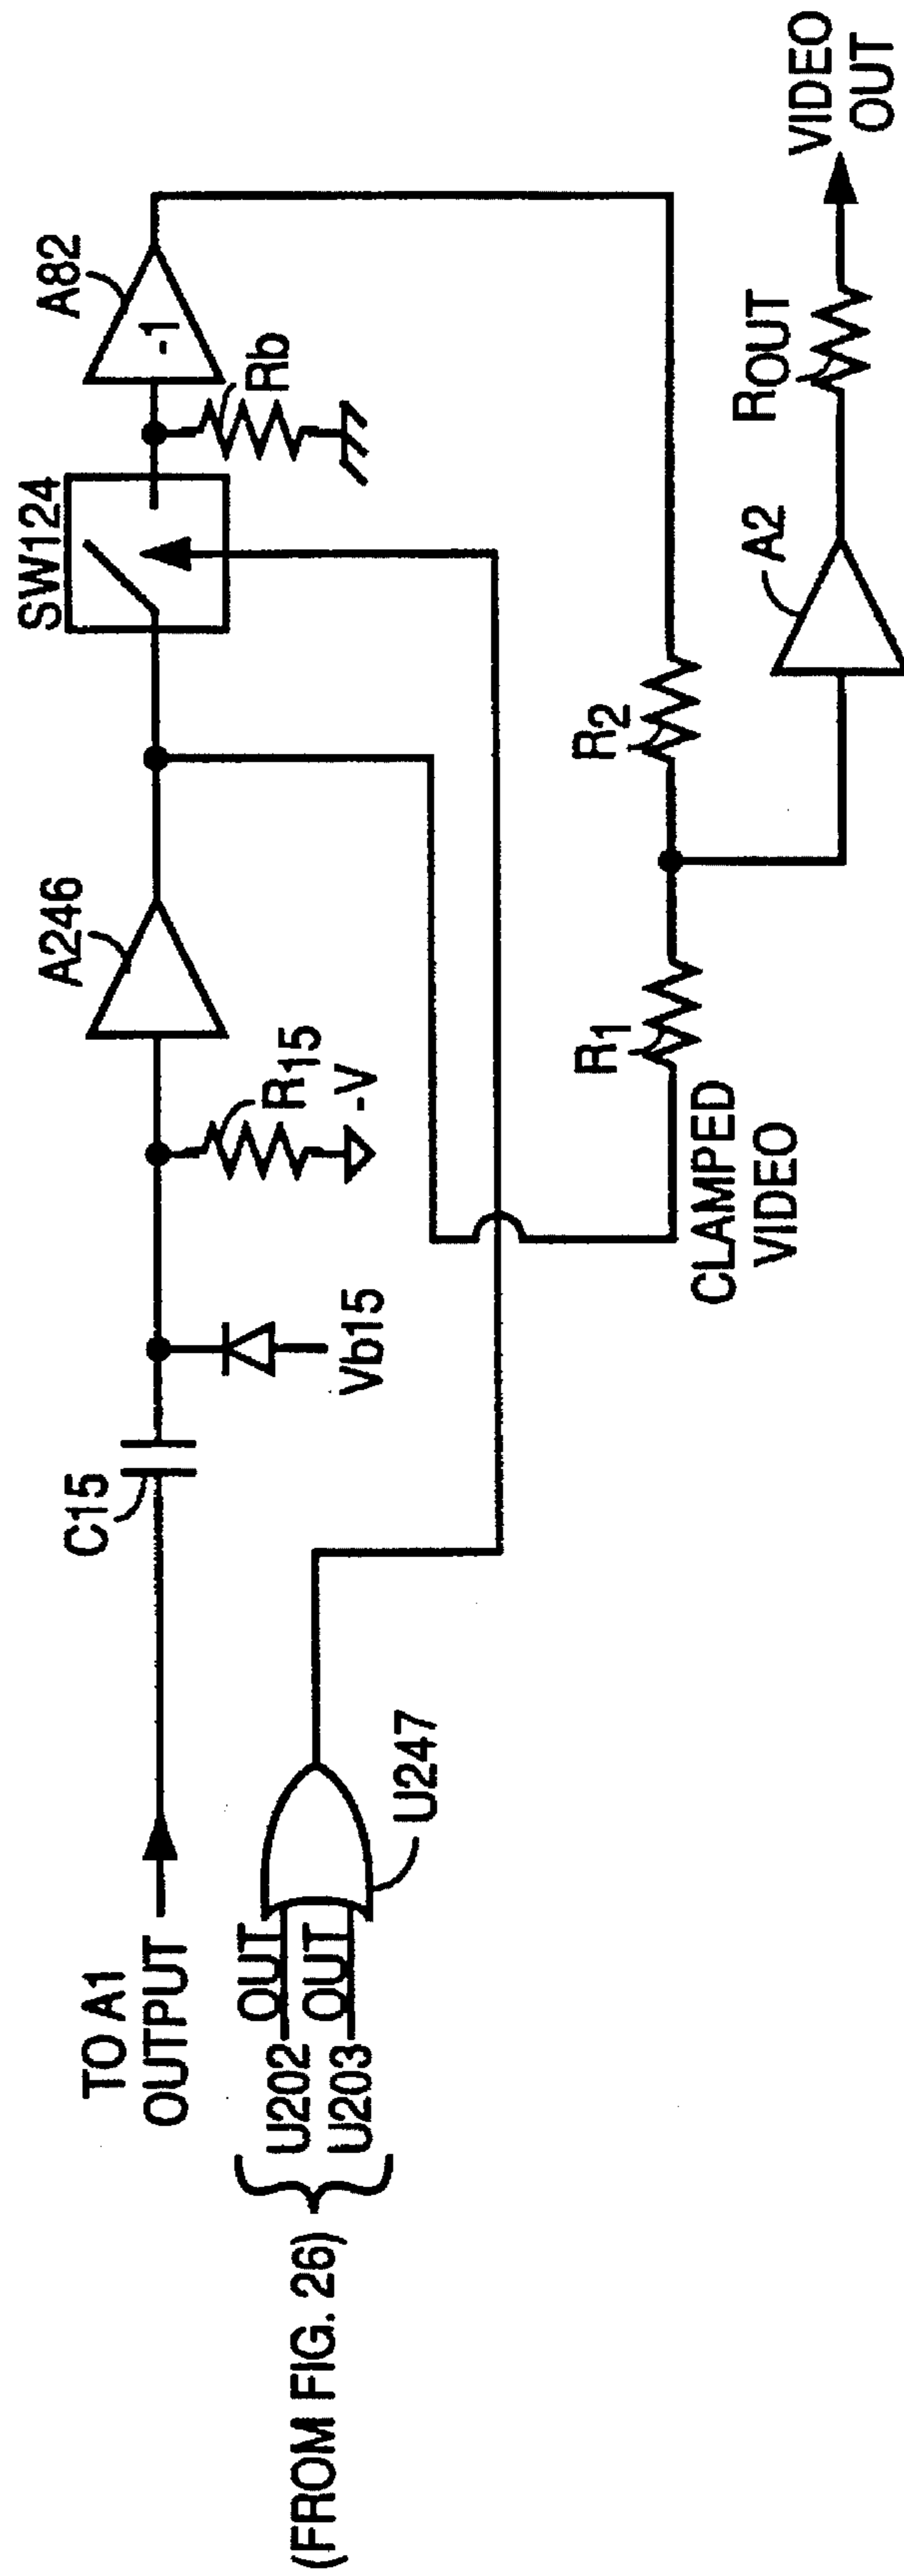 TO A1
OUTPUT
C15
Vb15
R15
-V
A246
SW124
Rb
A82
-1
(FROM FIG. 26)
U202 OUT
U203 OUT
U247
CLAMPED
VIDEO
R1
R2
A2
ROUT
VIDEO
OUT